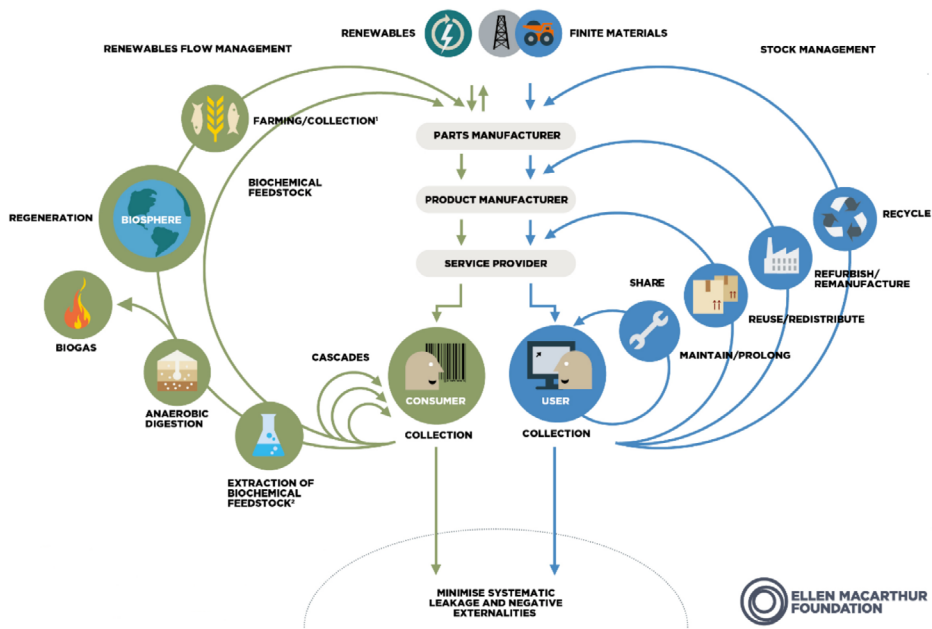 RENEWABLES
FINITE MATERIALS
RENEWABLES FLOW MANAGEMENT
STOCK MANAGEMENT
FARMING/COLLECTION¹
PARTS MANUFACTURER
BIOCHEMICAL
FEEDSTOCK
PRODUCT MANUFACTURER
REGENERATION
BIOSPHERE
RECYCLE
SERVICE PROVIDER
SHARE
REFURBISH/
REMANUFACTURE
REUSE/REDISTRIBUTE
BIOGAS
CASCADES
MAINTAIN/PROLONG
CONSUMER
USER
ANAEROBIC
DIGESTION
COLLECTION
COLLECTION
EXTRACTION OF
BIOCHEMICAL
FEEDSTOCK²
MINIMISE SYSTEMATIC
LEAKAGE AND NEGATIVE
EXTERNALITIES
ELLEN MACARTHUR
FOUNDATION